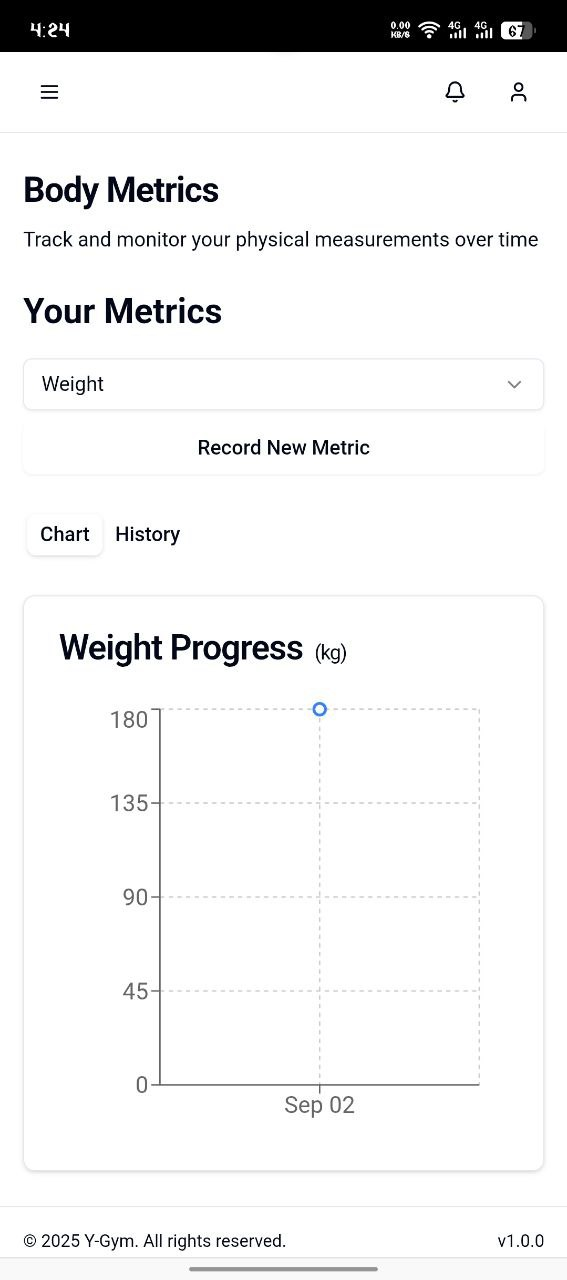 4:24
0.00
KB/S
4G
4G
67
Body Metrics
Track and monitor your physical measurements over time
Your Metrics
Weight
Record New Metric
Chart
History
Weight Progress (kg)
180
135
90
45
0
Sep 02
© 2025 Y-Gym. All rights reserved.
v1.0.0